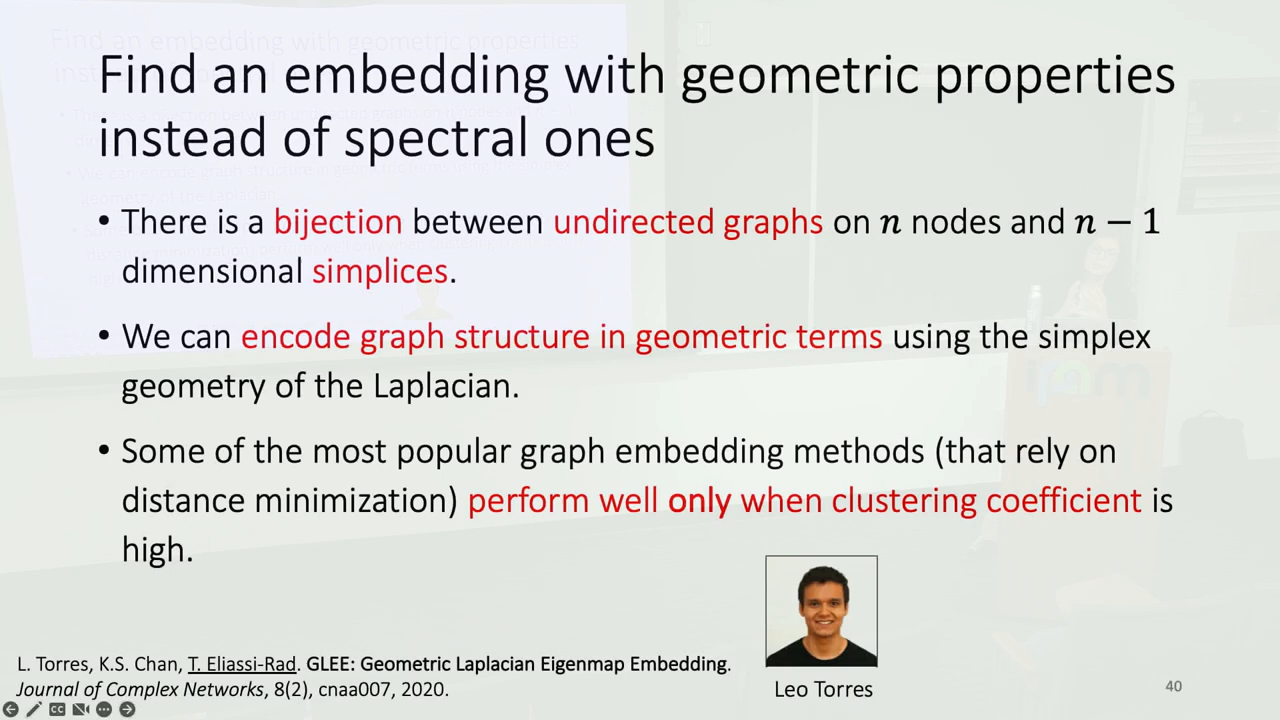 Find an embedding with geometric properties
instead of spectral ones
• There is a bijection between undirected graphs on n nodes and n − 1
dimensional simplices.
• We can encode graph structure in geometric terms using the simplex
geometry of the Laplacian.
• Some of the most popular graph embedding methods (that rely on
distance minimization) perform well only when clustering coefficient is
high.
L. Torres, K.S. Chan, T. Eliassi-Rad. GLEE: Geometric Laplacian Eigenmap Embedding.
Journal of Complex Networks, 8(2), cnaa007, 2020.
Leo Torres
40
CC